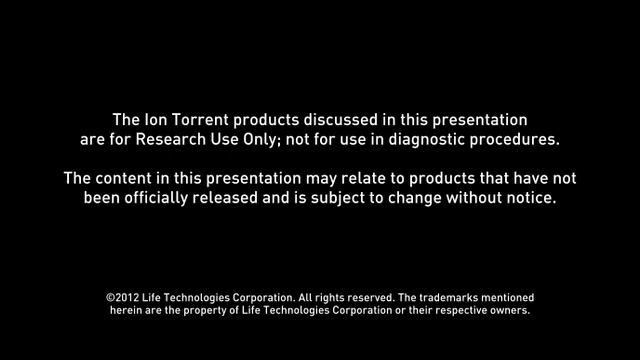 The Ion Torrent products discussed in this presentation
are for Research Use Only; not for use in diagnostic procedures.
The content in this presentation may relate to products that have not
been officially released and is subject to change without notice.
©2012 Life Technologies Corporation. All rights reserved. The trademarks mentioned
herein are the property of Life Technologies Corporation or their respective owners.